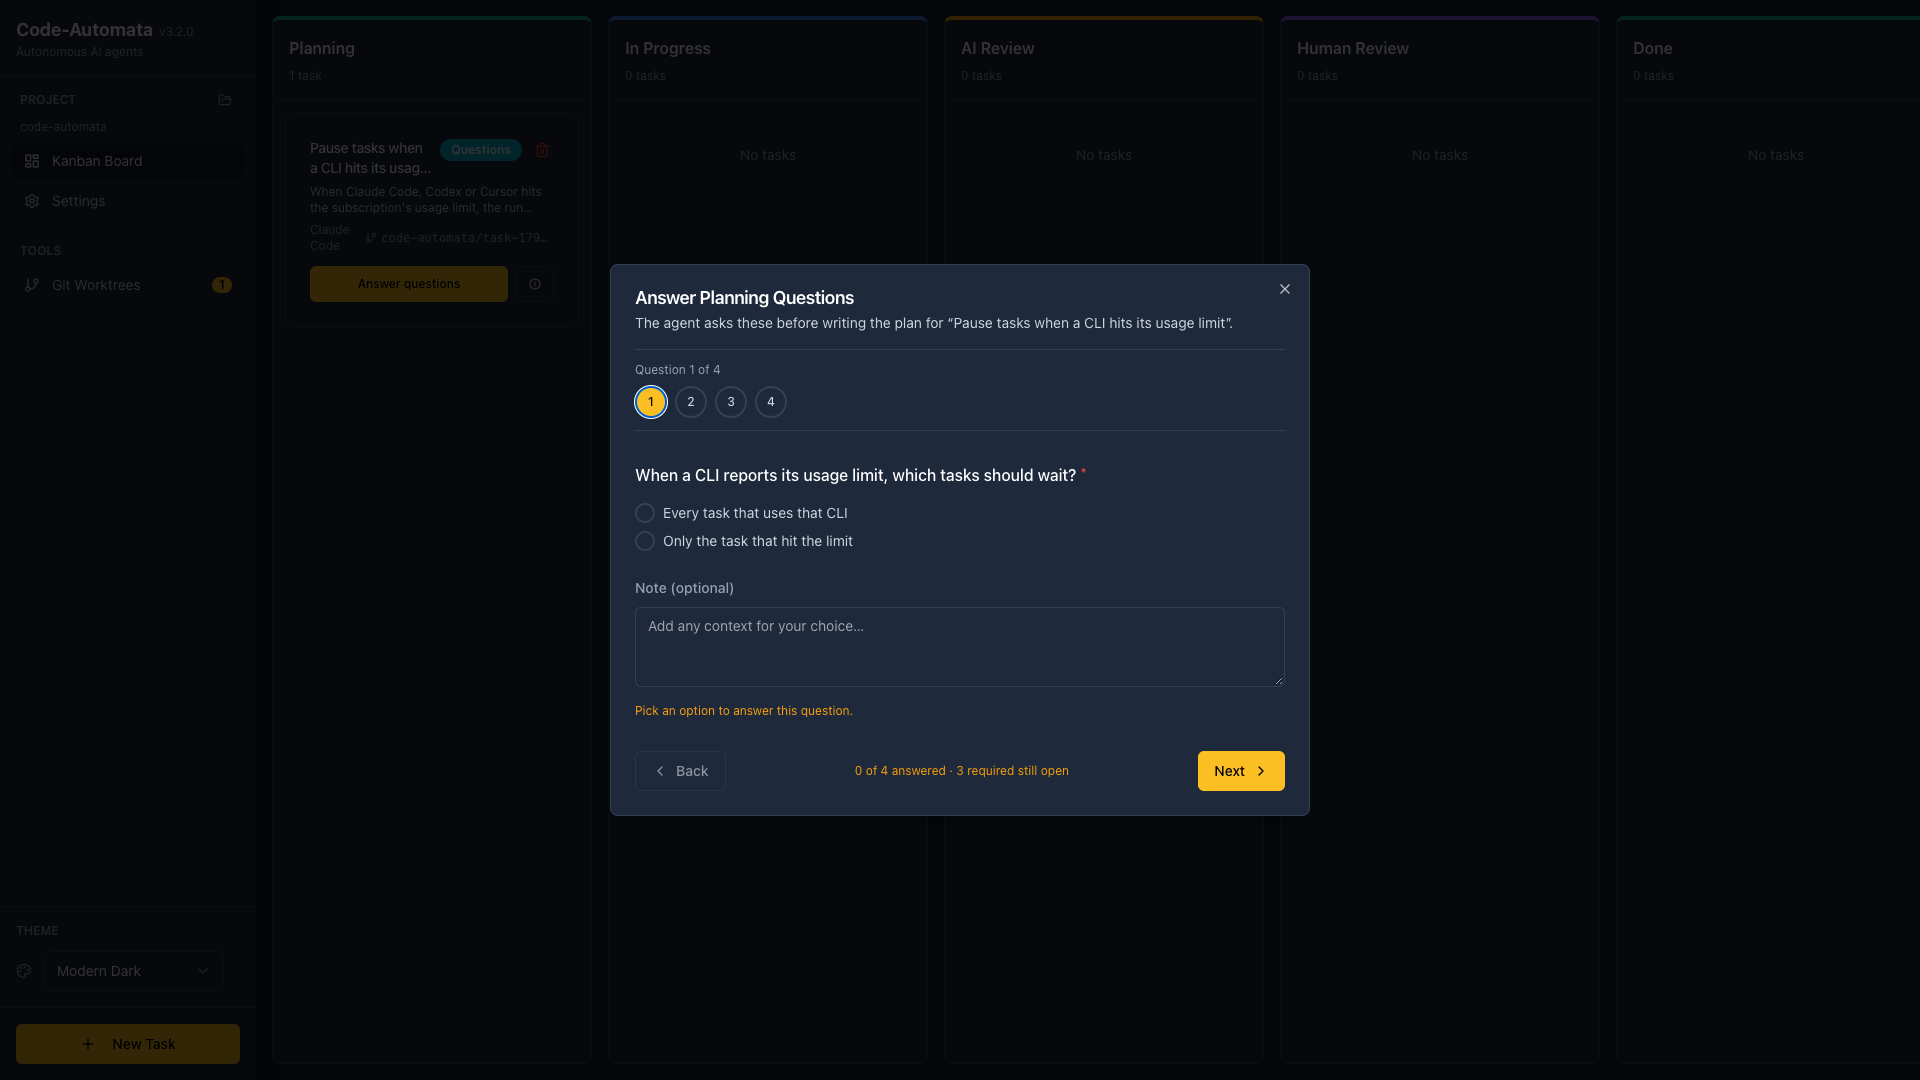 Code-Automata v3.2.0
Autonomous AI agents
PROJECT
code-automata
Kanban Board
Settings
TOOLS
Git Worktrees
1
THEME
Modern Dark
New Task
Planning
1 task
Pause tasks when
a CLI hits its usag...
Questions
When Claude Code, Codex or Cursor hits
the subscription's usage limit, the run...
Claude
Code
code-automata/task-179...
Answer questions
In Progress
0 tasks
No tasks
AI Review
0 tasks
No tasks
Human Review
0 tasks
No tasks
Done
0 tasks
No tasks
Answer Planning Questions
The agent asks these before writing the plan for “Pause tasks when a CLI hits its usage limit”.
Question 1 of 4
1 2 3 4
When a CLI reports its usage limit, which tasks should wait? *
Every task that uses that CLI
Only the task that hit the limit
Note (optional)
Add any context for your choice...
Pick an option to answer this question.
Back
0 of 4 answered · 3 required still open
Next